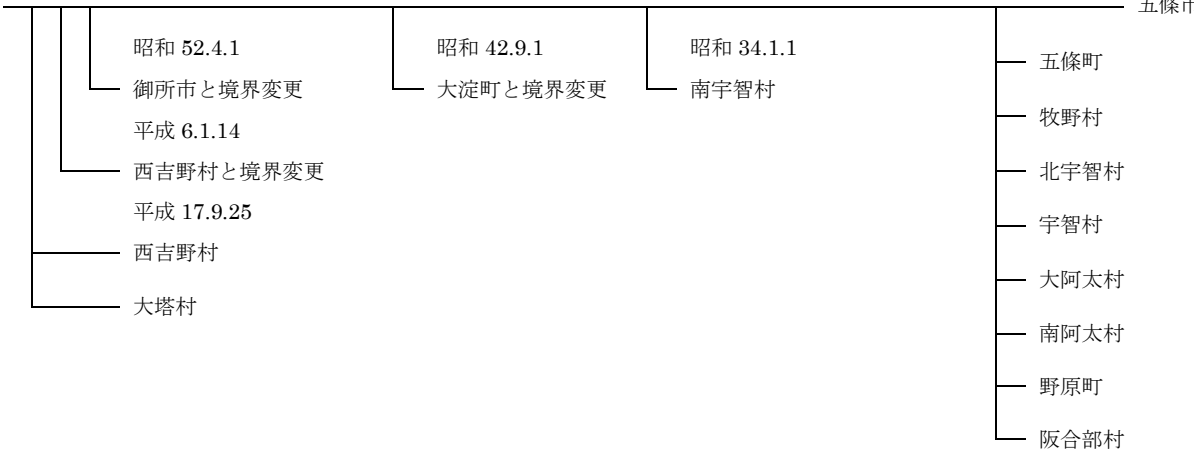 五條市
昭和 52.4.1
御所市と境界変更
平成 6.1.14
西吉野村と境界変更
平成 17.9.25
西吉野村
大塔村
昭和 42.9.1
大淀町と境界変更
昭和 34.1.1
南宇智村
五條町
牧野村
北宇智村
宇智村
大阿太村
南阿太村
野原町
阪合部村